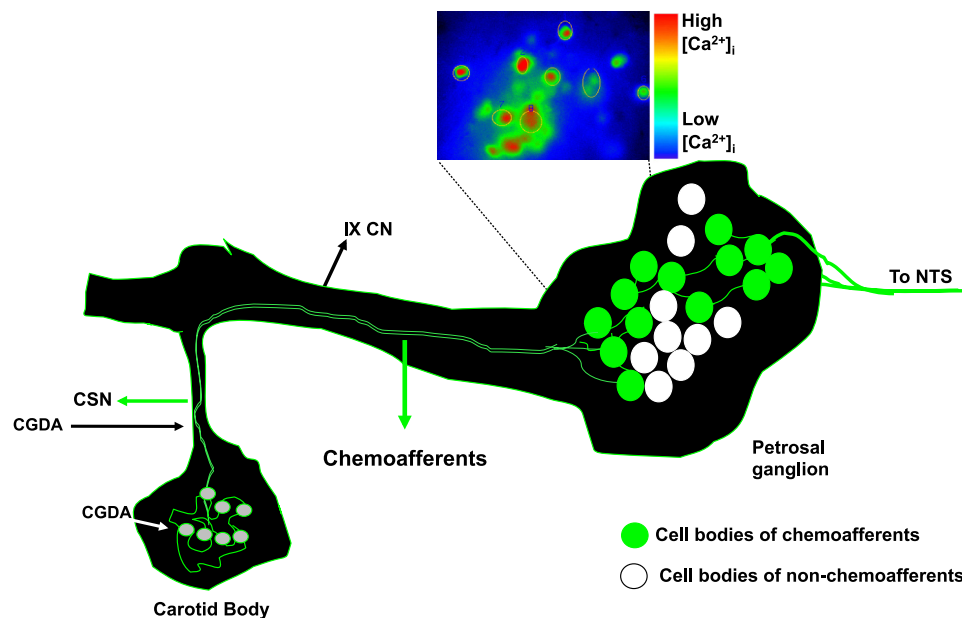 High
[Ca²⁺]ᵢ
Low
[Ca²⁺]ᵢ
IX CN
To NTS
CSN
CGDA
Chemoafferents
Petrosal
ganglion
CGDA
Cell bodies of chemoafferents
Cell bodies of non-chemoafferents
Carotid Body